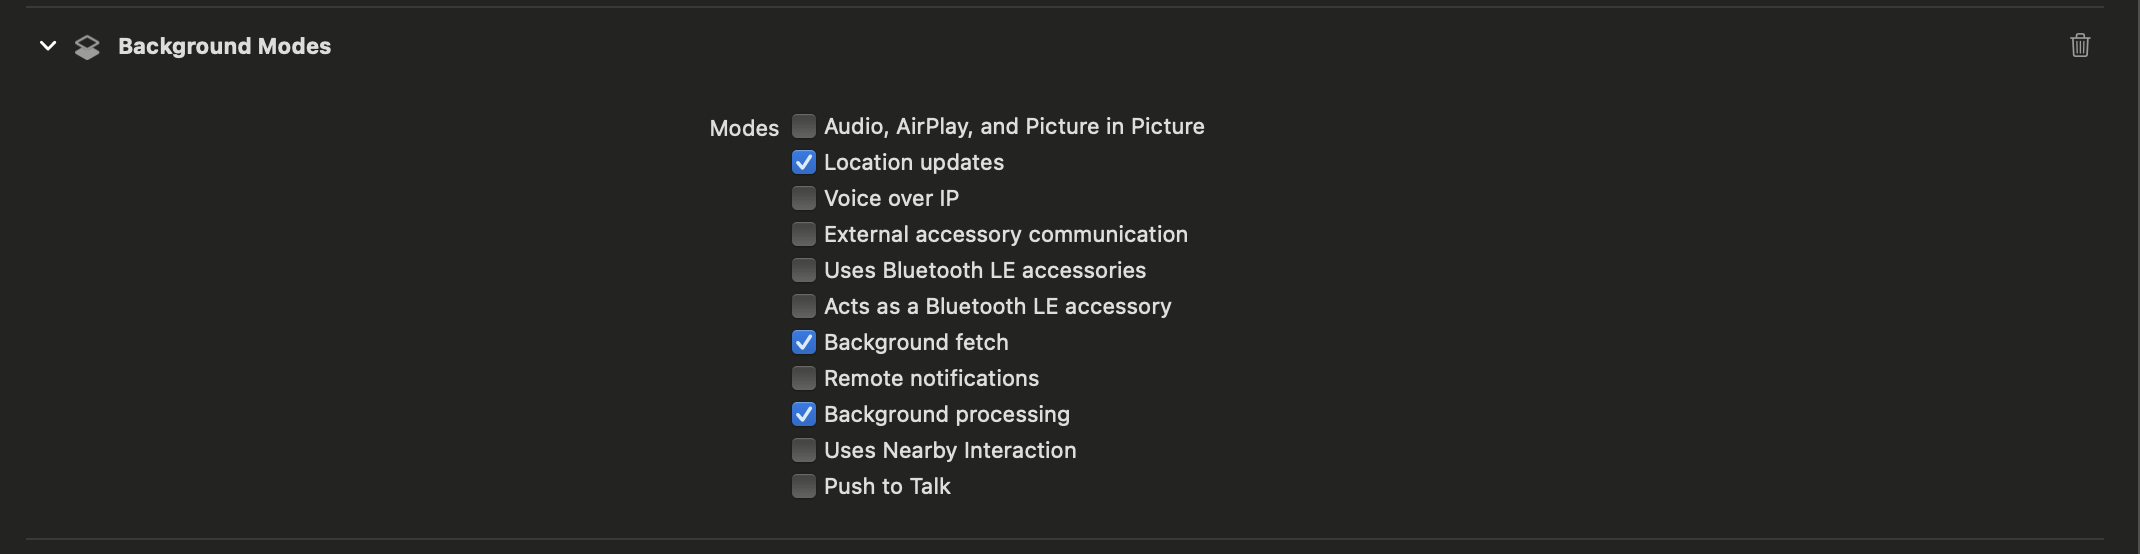 Background Modes
Modes
Audio, AirPlay, and Picture in Picture
Location updates
Voice over IP
External accessory communication
Uses Bluetooth LE accessories
Acts as a Bluetooth LE accessory
Background fetch
Remote notifications
Background processing
Uses Nearby Interaction
Push to Talk